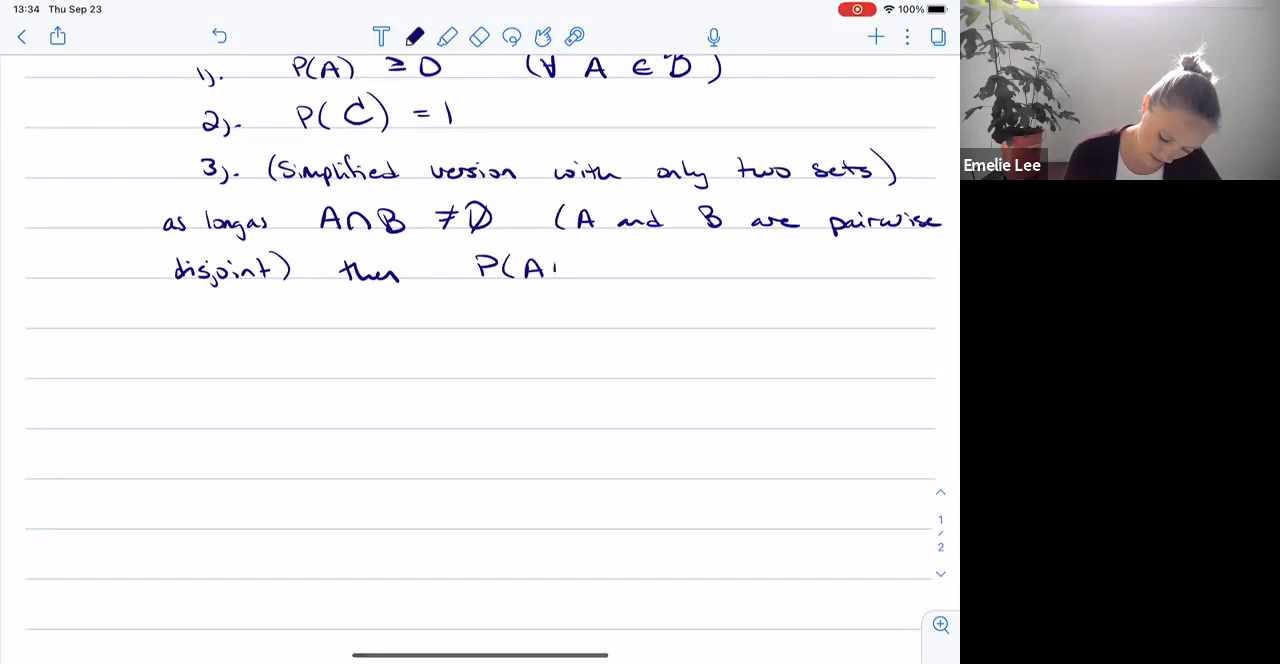 13:34 Thu Sep 23
100%
1). P(A) ≥ 0 (∀ A ∈ D)
2). P(C) = 1
3). (Simplified version with only two sets)
as long as A∩B ≠ ∅ (A and B are pairwise
disjoint) then P(A
Emelie Lee
1
/
2